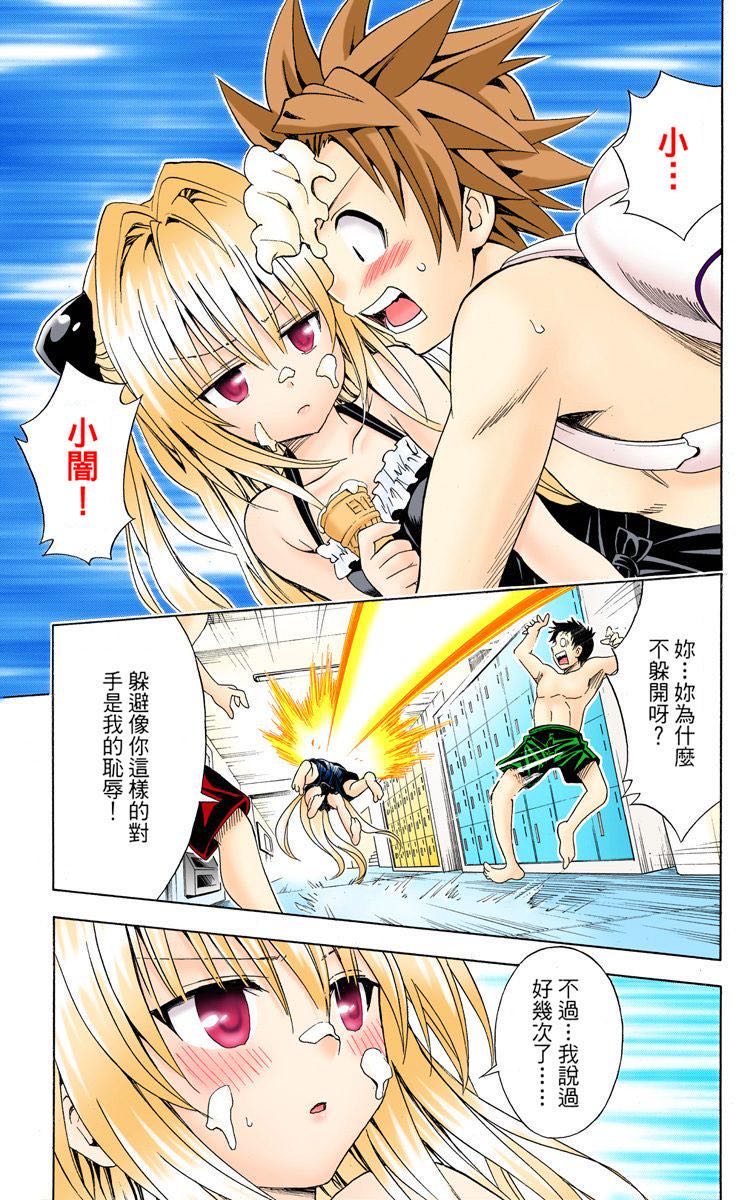 小…
小闇！
妳…妳為什麼
不躲開呀？
躲避像你這樣的對
手是我的恥辱！
不過…我說過
好幾次了……